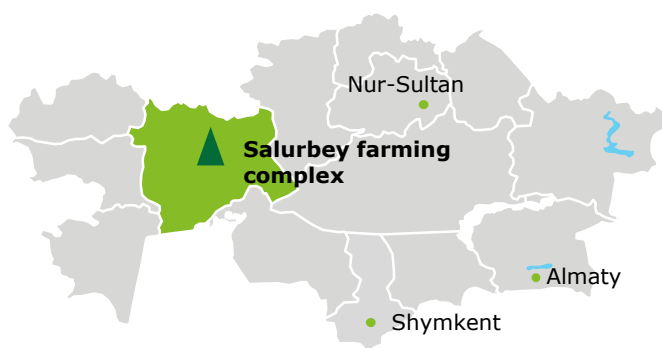 Nur-Sultan
Salurbey farming
complex
Almaty
Shymkent